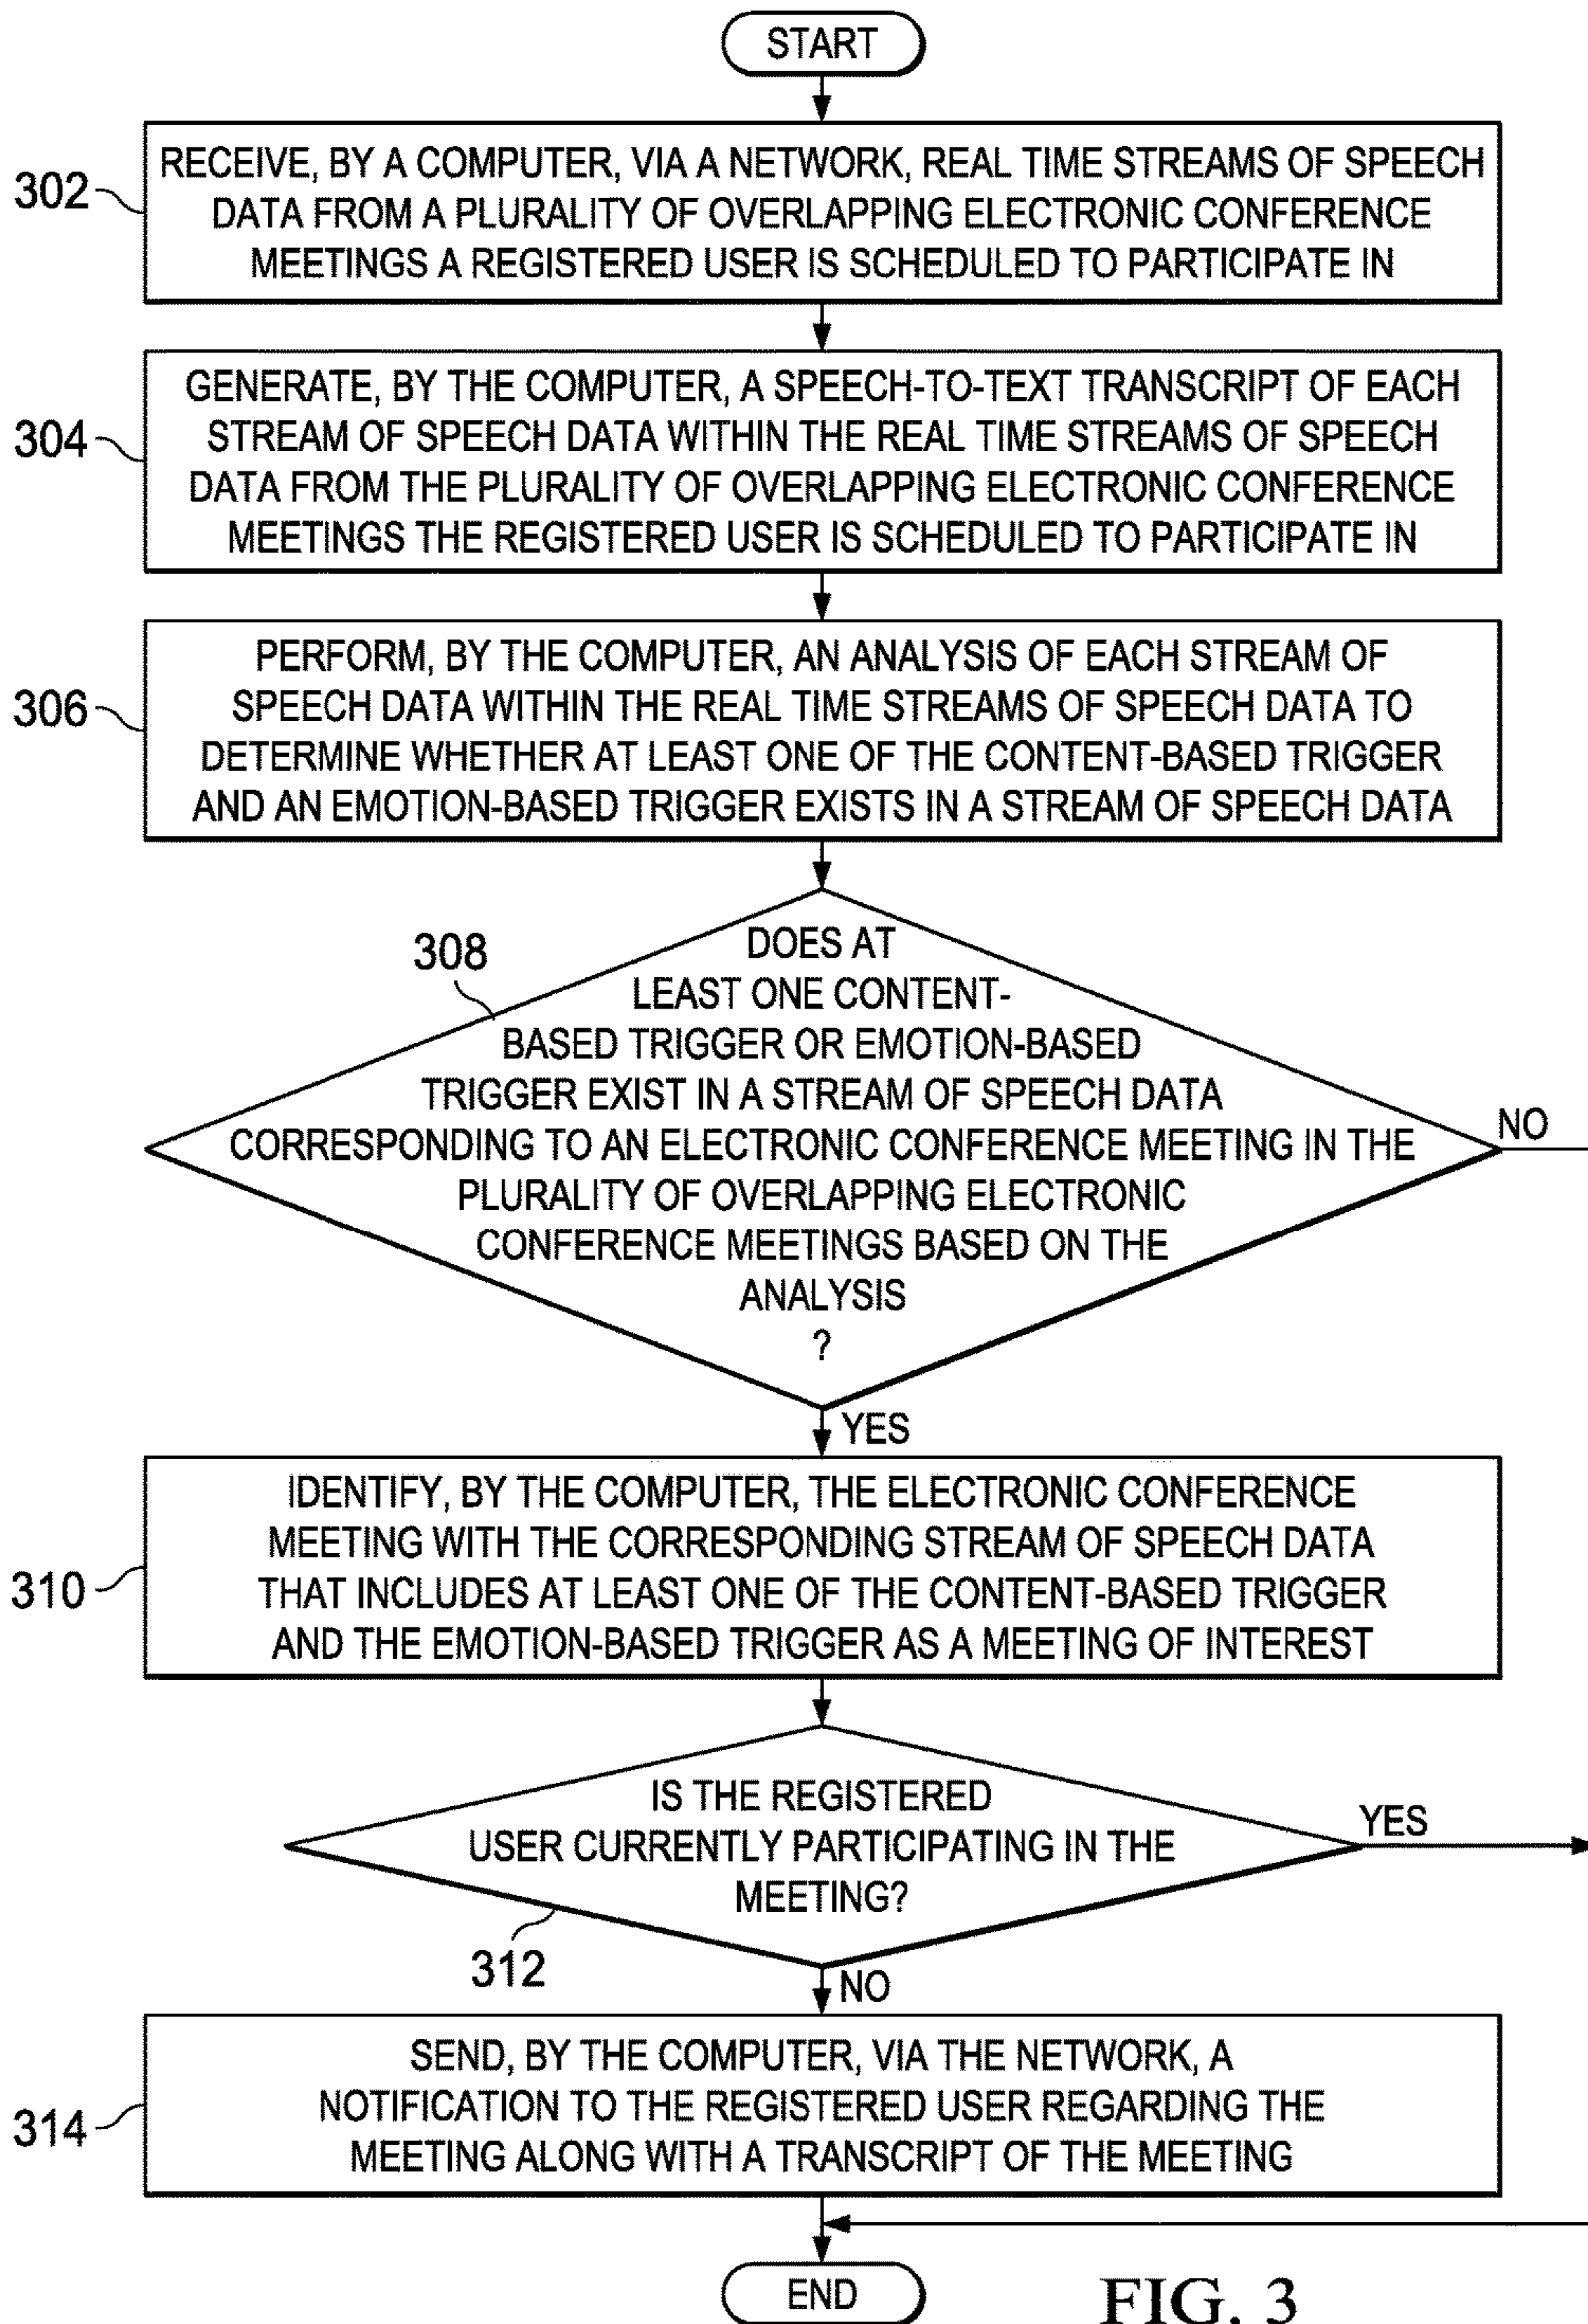 START
302
RECEIVE, BY A COMPUTER, VIA A NETWORK, REAL TIME STREAMS OF SPEECH
DATA FROM A PLURALITY OF OVERLAPPING ELECTRONIC CONFERENCE
MEETINGS A REGISTERED USER IS SCHEDULED TO PARTICIPATE IN
304
GENERATE, BY THE COMPUTER, A SPEECH-TO-TEXT TRANSCRIPT OF EACH
STREAM OF SPEECH DATA WITHIN THE REAL TIME STREAMS OF SPEECH
DATA FROM THE PLURALITY OF OVERLAPPING ELECTRONIC CONFERENCE
MEETINGS THE REGISTERED USER IS SCHEDULED TO PARTICIPATE IN
306
PERFORM, BY THE COMPUTER, AN ANALYSIS OF EACH STREAM OF
SPEECH DATA WITHIN THE REAL TIME STREAMS OF SPEECH DATA TO
DETERMINE WHETHER AT LEAST ONE OF THE CONTENT-BASED TRIGGER
AND AN EMOTION-BASED TRIGGER EXISTS IN A STREAM OF SPEECH DATA
308
DOES AT
LEAST ONE CONTENT-
BASED TRIGGER OR EMOTION-BASED
TRIGGER EXIST IN A STREAM OF SPEECH DATA
CORRESPONDING TO AN ELECTRONIC CONFERENCE MEETING IN THE
PLURALITY OF OVERLAPPING ELECTRONIC
CONFERENCE MEETINGS BASED ON THE
ANALYSIS
?
NO
YES
310
IDENTIFY, BY THE COMPUTER, THE ELECTRONIC CONFERENCE
MEETING WITH THE CORRESPONDING STREAM OF SPEECH DATA
THAT INCLUDES AT LEAST ONE OF THE CONTENT-BASED TRIGGER
AND THE EMOTION-BASED TRIGGER AS A MEETING OF INTEREST
IS THE REGISTERED
USER CURRENTLY PARTICIPATING IN THE
MEETING?
YES
312
NO
314
SEND, BY THE COMPUTER, VIA THE NETWORK, A
NOTIFICATION TO THE REGISTERED USER REGARDING THE
MEETING ALONG WITH A TRANSCRIPT OF THE MEETING
END
FIG. 3